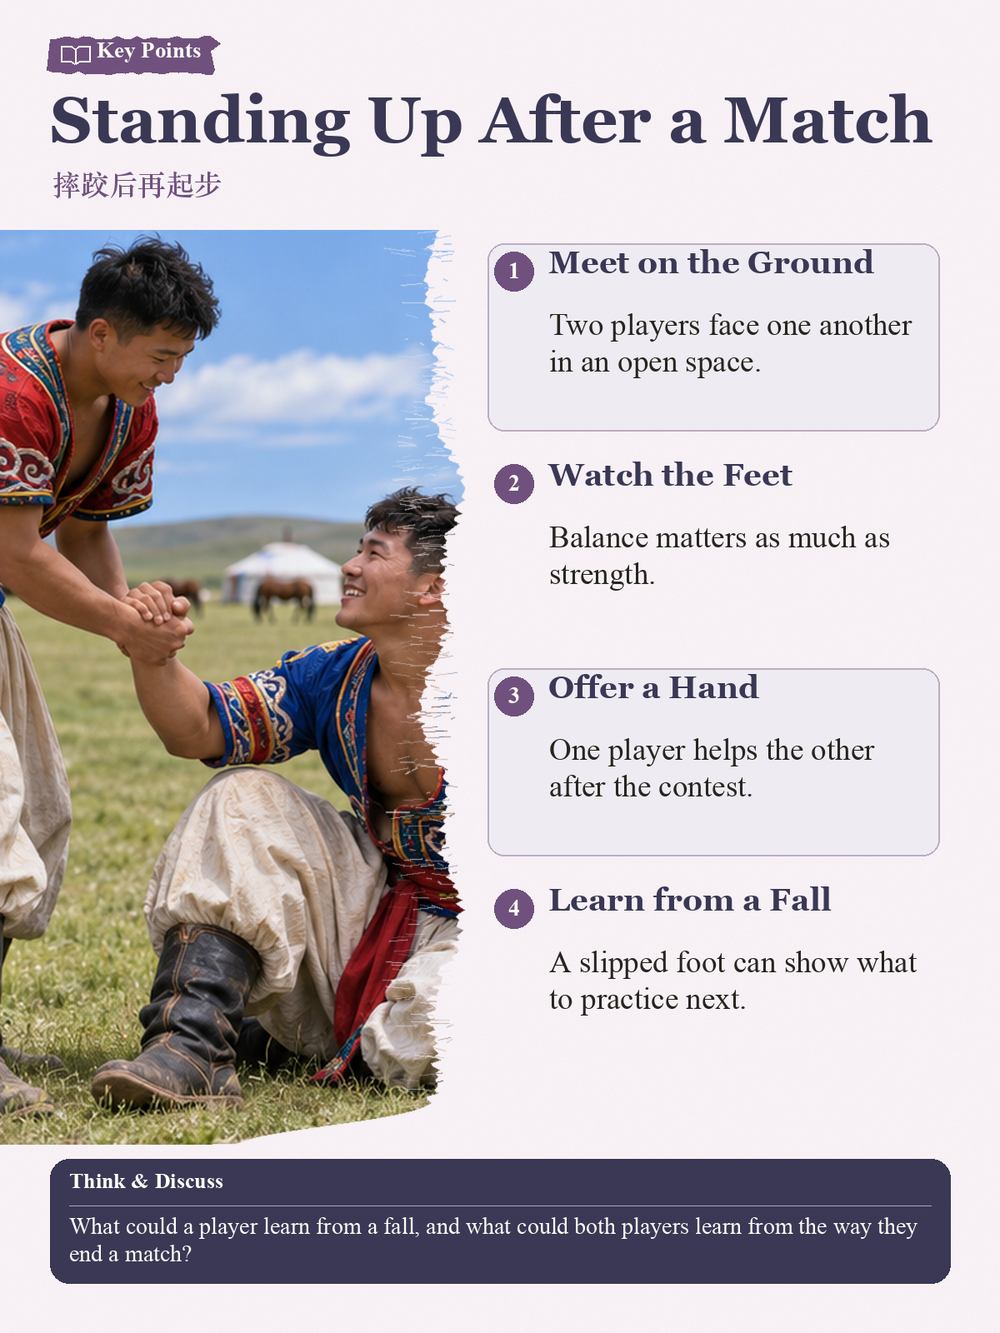 Key Points
Standing Up After a Match
摔跤后再起步
1 Meet on the Ground
Two players face one another
in an open space.
2 Watch the Feet
Balance matters as much as
strength.
3 Offer a Hand
One player helps the other
after the contest.
4 Learn from a Fall
A slipped foot can show what
to practice next.
Think & Discuss
What could a player learn from a fall, and what could both players learn from the way they
end a match?